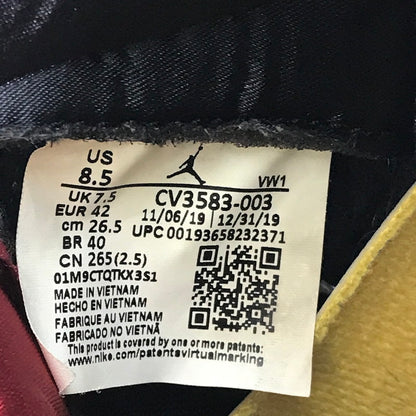 US
8.5
VW1
UK 7.5
EUR 42
cm 26.5
BR 40
CN 265(2.5)
CV3583-003
11/06/19 12/31/19
UPC 00193658232371
01M9CTQTKX3S1
MADE IN VIETNAM
HECHO EN VIETNAM
FABRIQUE AU VIETNAM
FABRICADO NO VIETNÃ
This product is covered by one or more patents.
www.nike.com/patentsvirtualmarking